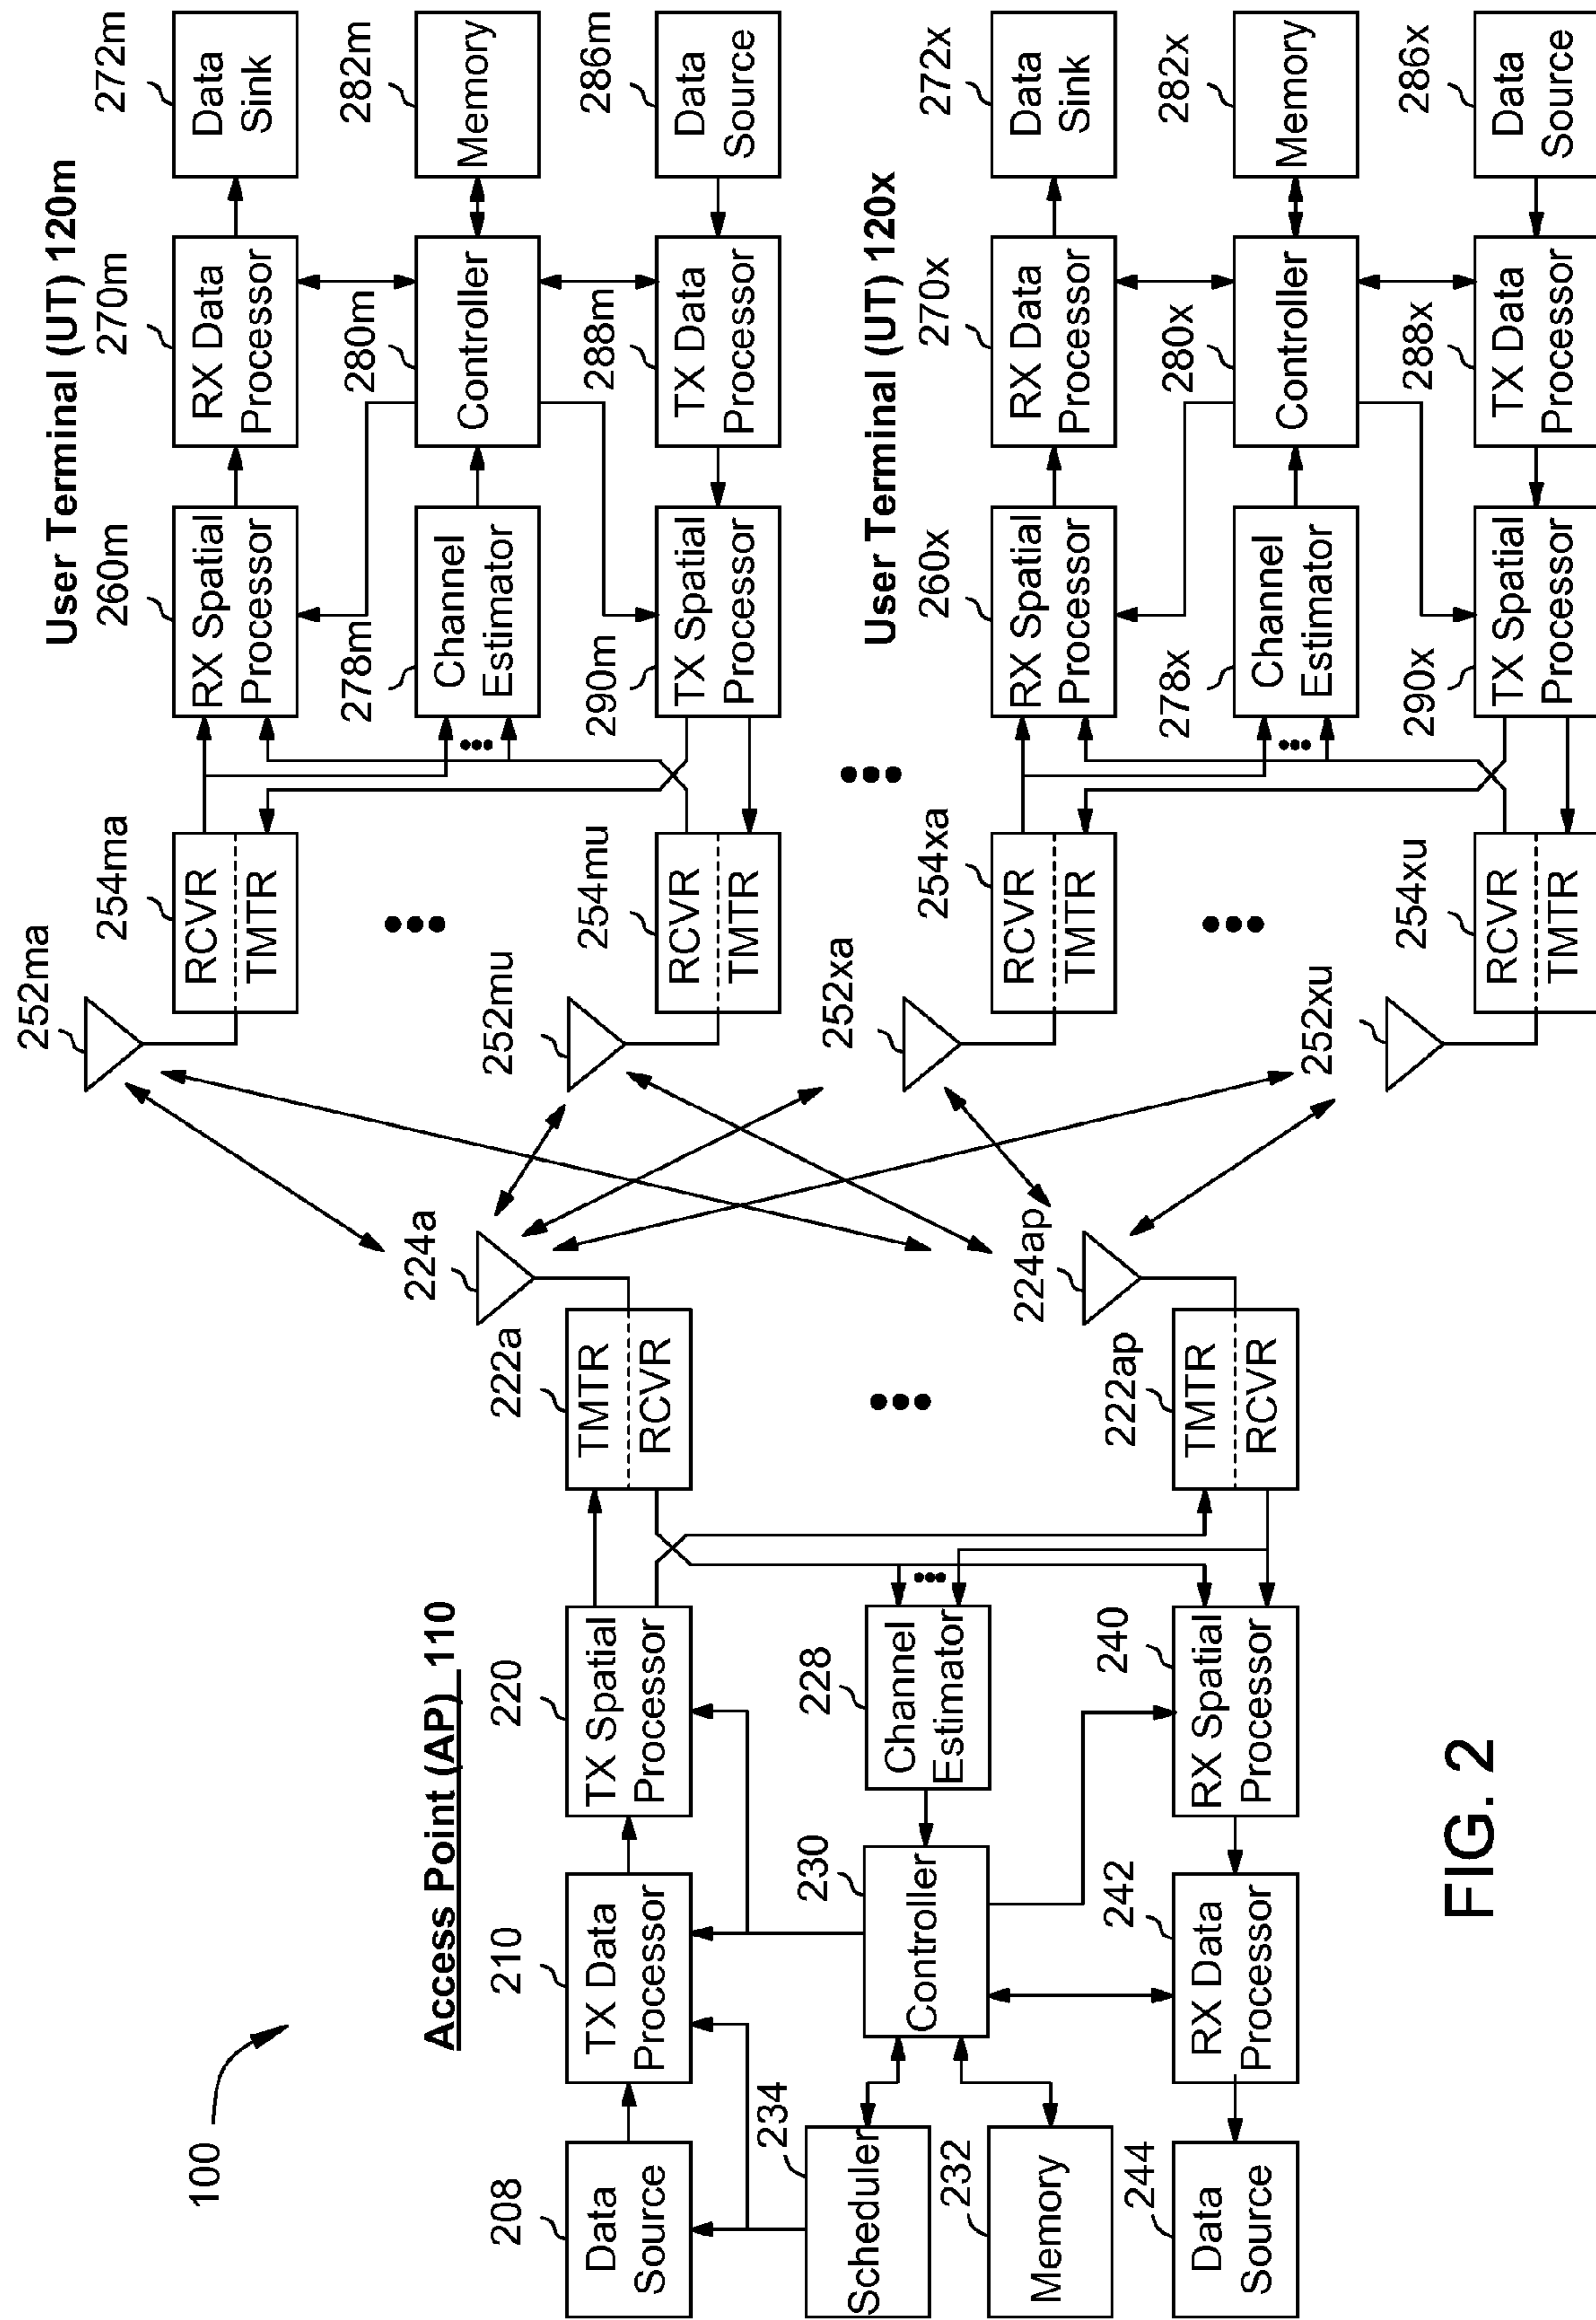 100
Access Point (AP) 110
208
Data
Source
210
TX Data
Processor
220
TX Spatial
Processor
222a
TMTR
RCVR
224a
234
Scheduler
230
Controller
228
Channel
Estimator
232
Memory
244
Data
Source
242
RX Data
Processor
240
RX Spatial
Processor
222ap
TMTR
RCVR
224ap
User Terminal (UT) 120m
252ma
254ma
RCVR
TMTR
260m
RX Spatial
Processor
270m
RX Data
Processor
272m
Data
Sink
278m
Channel
Estimator
280m
Controller
282m
Memory
252mu
254mu
RCVR
TMTR
290m
TX Spatial
Processor
288m
TX Data
Processor
286m
Data
Source
User Terminal (UT) 120x
252xa
254xa
RCVR
TMTR
260x
RX Spatial
Processor
270x
RX Data
Processor
272x
Data
Sink
278x
Channel
Estimator
280x
Controller
282x
Memory
252xu
254xu
RCVR
TMTR
290x
TX Spatial
Processor
288x
TX Data
Processor
286x
Data
Source
FIG. 2